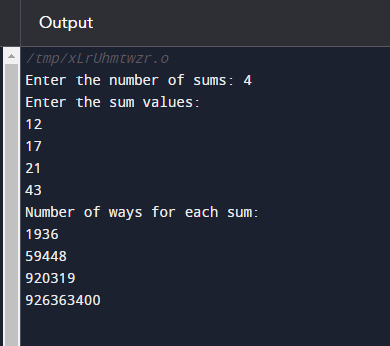 Output
/tmp/xLrUhmtwzr.o
Enter the number of sums: 4
Enter the sum values:
12
17
21
43
Number of ways for each sum:
1936
59448
920319
926363400